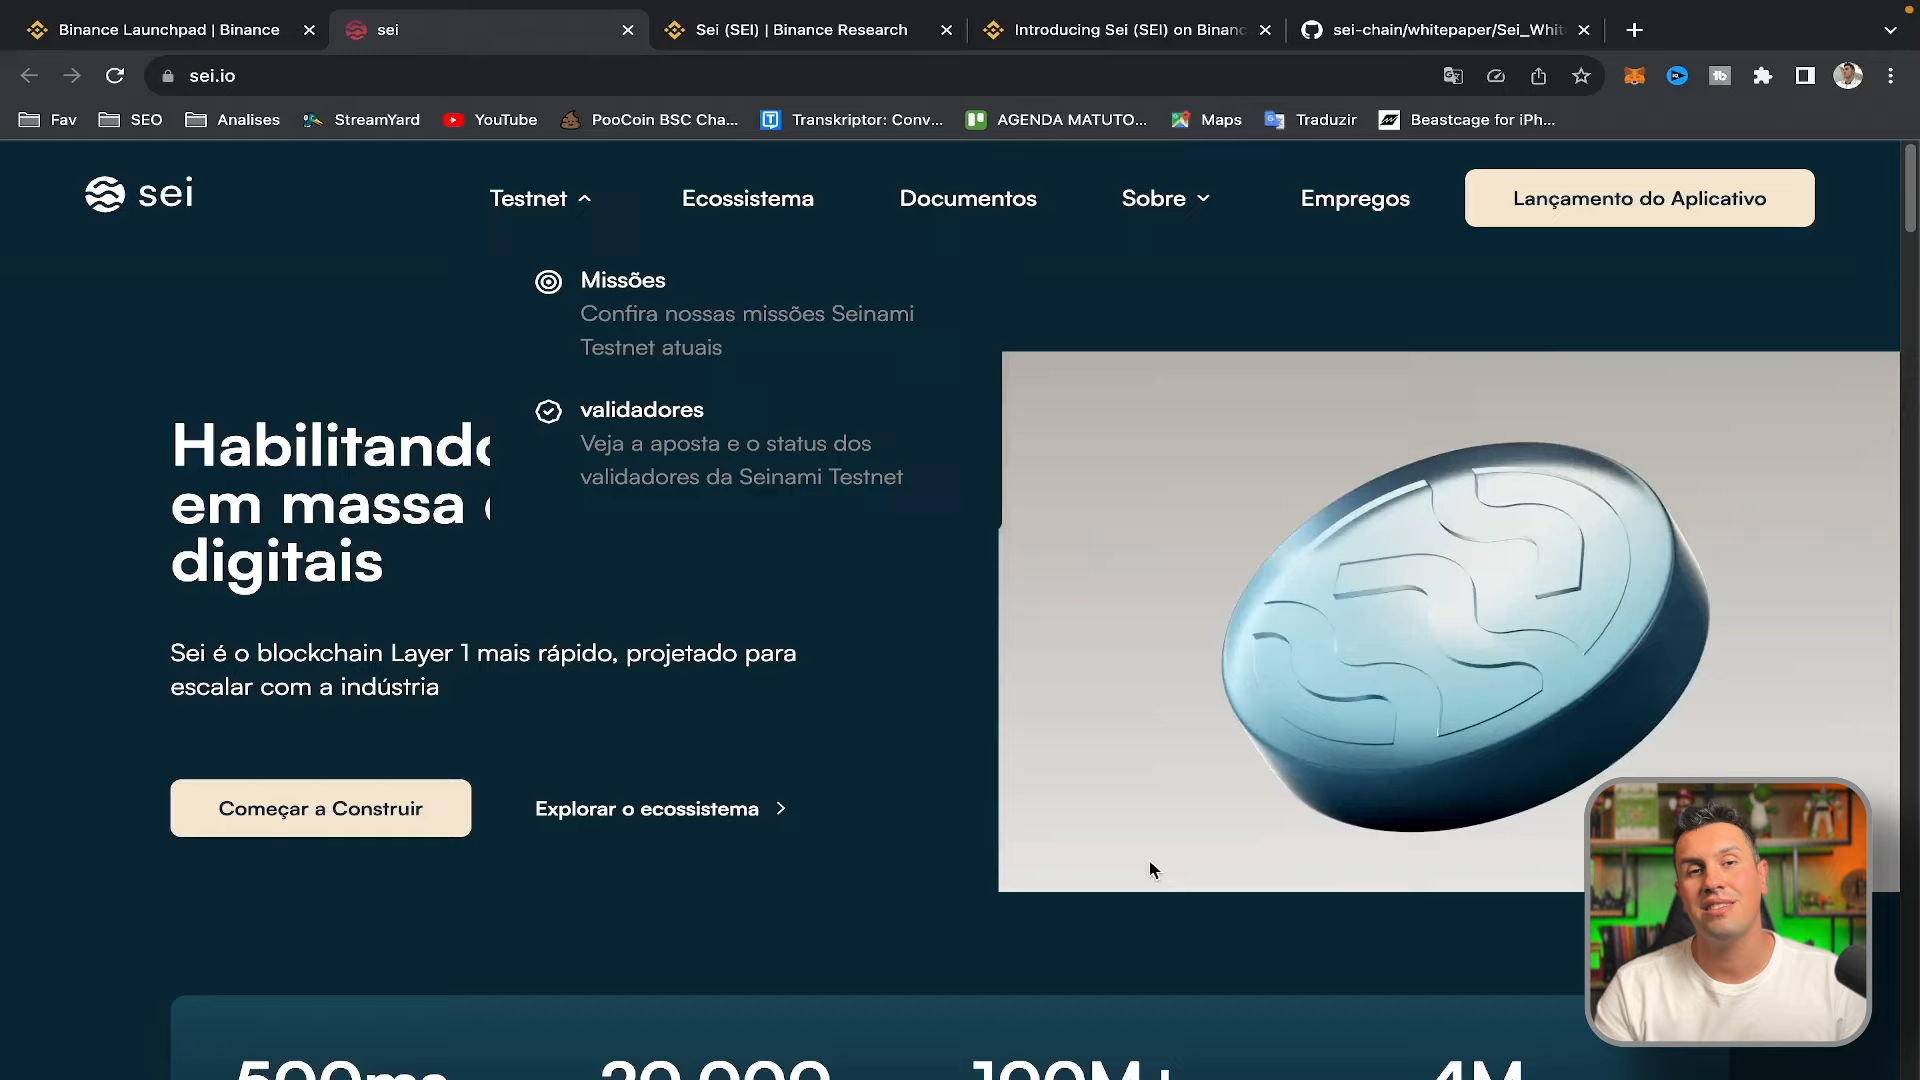 Binance Launchpad | Binance
sei
Sei (SEI) | Binance Research
Introducing Sei (SEI) on Binanc
sei-chain/whitepaper/Sei_Whit
sei.io
Fav
SEO
Analises
StreamYard
YouTube
PooCoin BSC Cha...
Transkriptor: Conv...
AGENDA MATUTO...
Maps
Traduzir
Beastcage for iPh...
sei
Testnet
Ecossistema
Documentos
Sobre
Empregos
Lançamento do Aplicativo
Missões
Confira nossas missões Seinami
Testnet atuais
validadores
Veja a aposta e o status dos
validadores da Seinami Testnet
Habilitando
em massa
digitais
Sei é o blockchain Layer 1 mais rápido, projetado para
escalar com a indústria
Começar a Construir
Explorar o ecossistema
500ms
20.000
100M+
4M